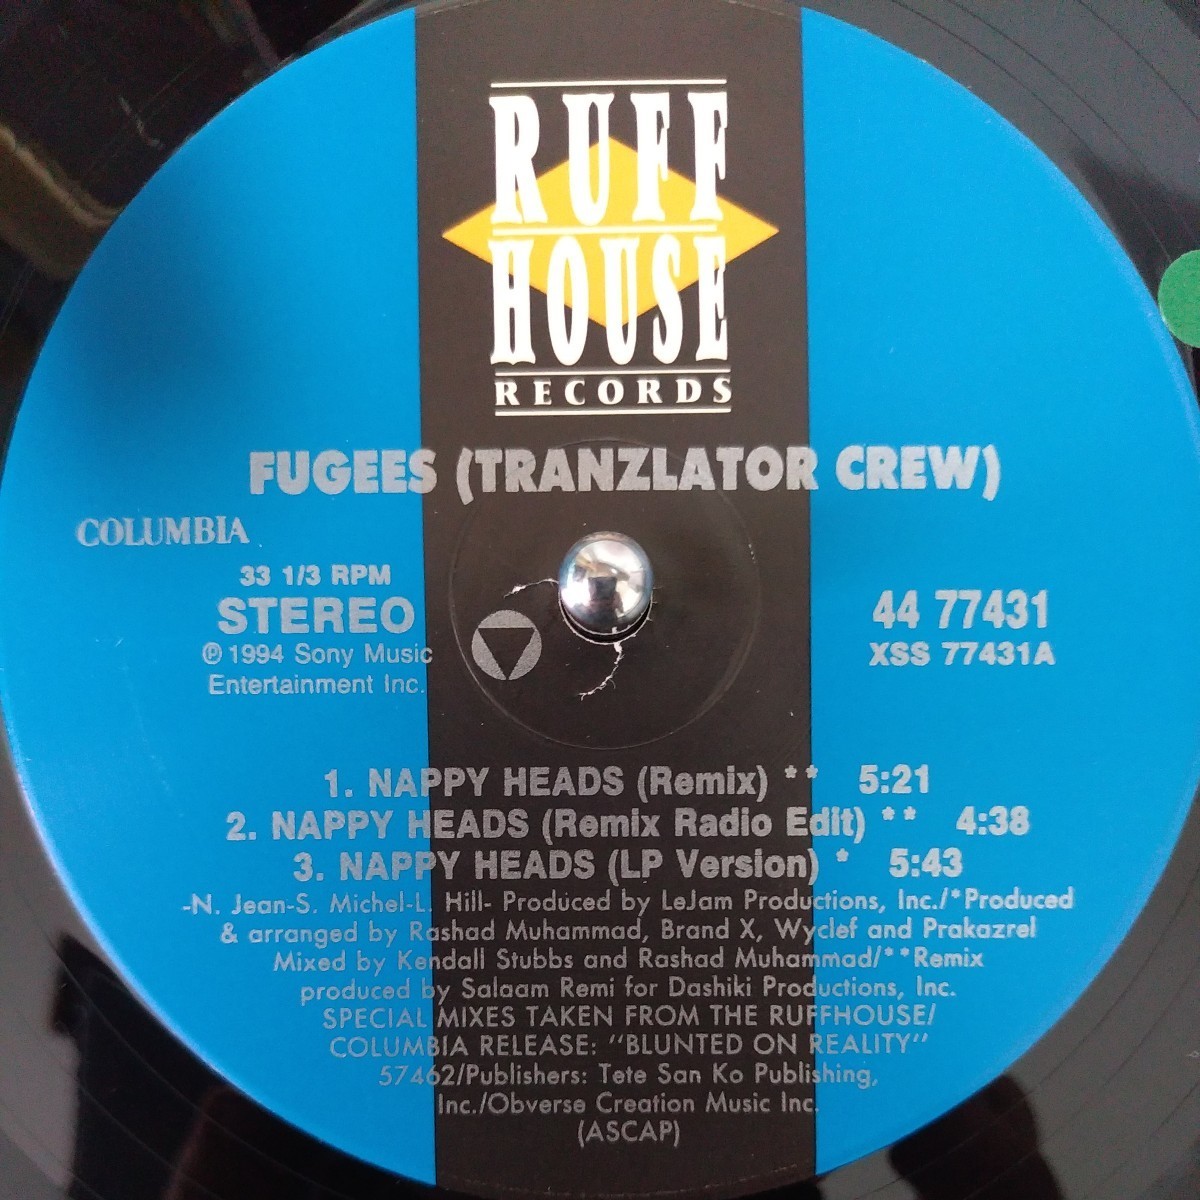 RUFF
HOUSE
RECORDS
FUGEES (TRANZLATOR CREW)
COLUMBIA
33 1/3 RPM
STEREO
℗ 1994 Sony Music
Entertainment Inc.
44 77431
XSS 77431A
1. NAPPY HEADS (Remix) ** 5:21
2. NAPPY HEADS (Remix Radio Edit) ** 4:38
3. NAPPY HEADS (LP Version) * 5:43
-N. Jean-S. Michel-L. Hill- Produced by LeJam Productions, Inc./*Produced
& arranged by Rashad Muhammad, Brand X, Wyclef and Prakazrel
Mixed by Kendall Stubbs and Rashad Muhammad/**Remix
produced by Salaam Remi for Dashiki Productions, Inc.
SPECIAL MIXES TAKEN FROM THE RUFFHOUSE/
COLUMBIA RELEASE: "BLUNTED ON REALITY"
57462/Publishers: Tete San Ko Publishing,
Inc./Obverse Creation Music Inc.
(ASCAP)